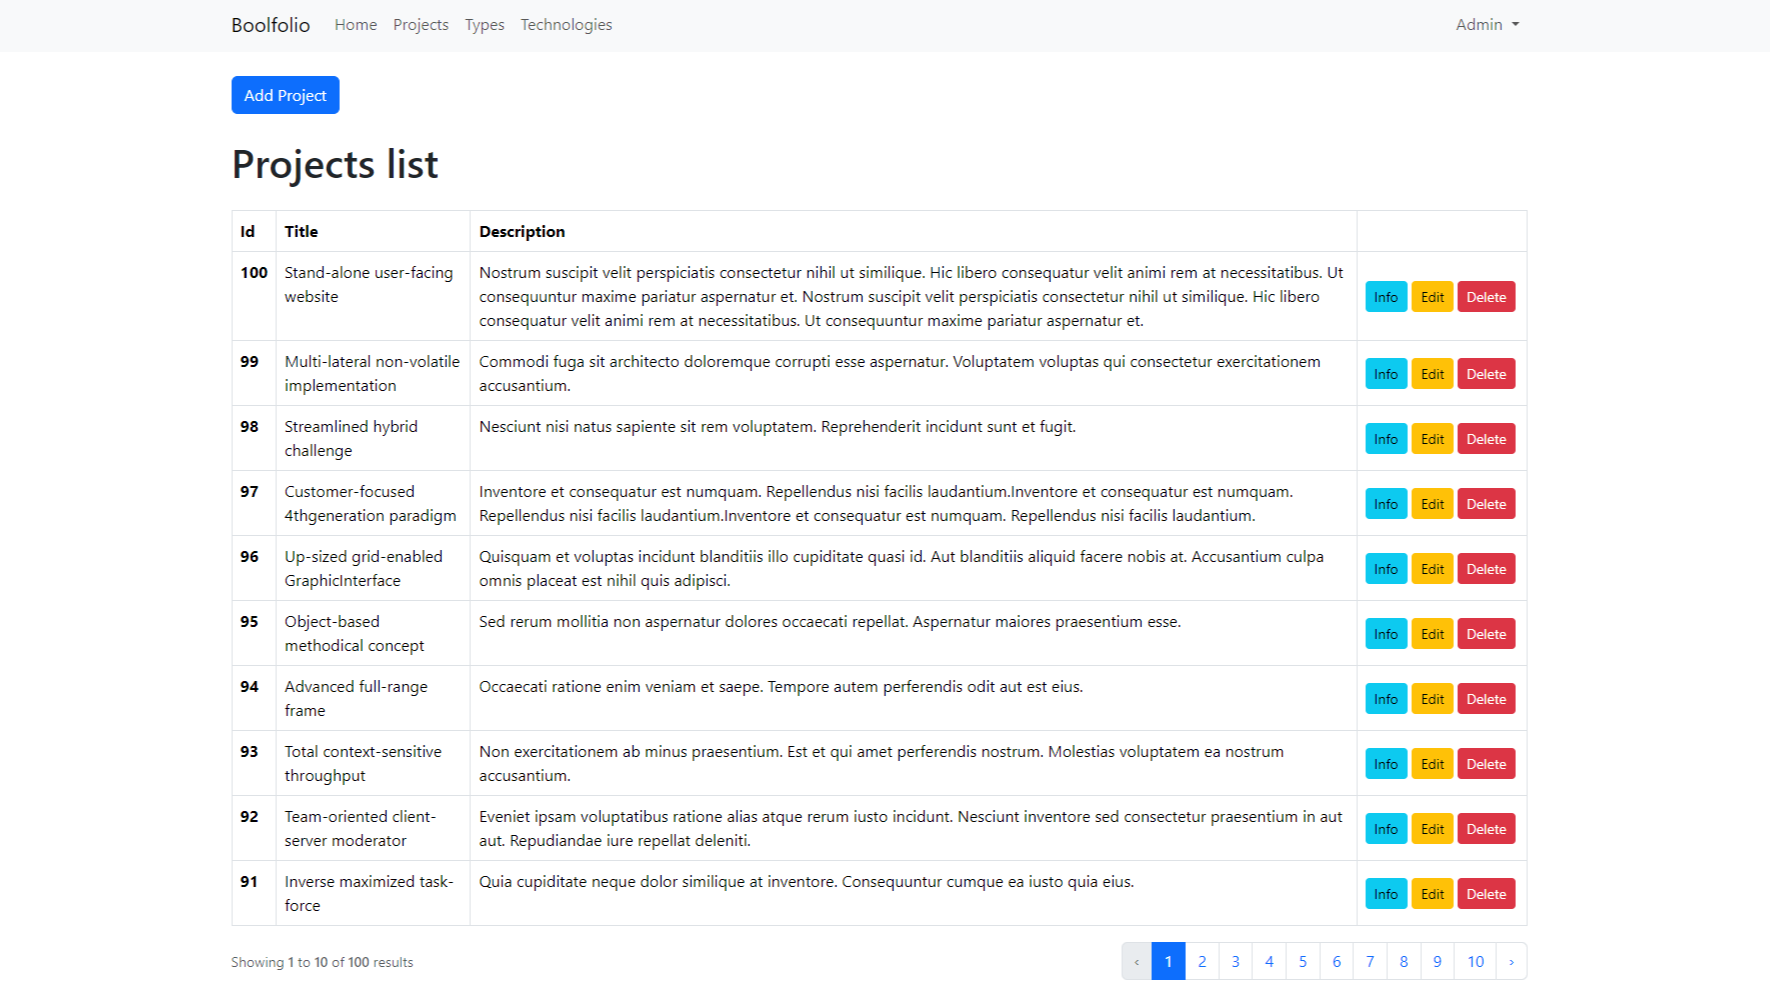 Boolfolio Home Projects Types Technologies Admin
Add Project
Projects list
Id Title Description
100 Stand-alone user-facing website
Nostrum suscipit velit perspiciatis consectetur nihil ut similique. Hic libero consequatur velit animi rem at necessitatibus. Ut
consequuntur maxime pariatur aspernatur et. Nostrum suscipit velit perspiciatis consectetur nihil ut similique. Hic libero
consequatur velit animi rem at necessitatibus. Ut consequuntur maxime pariatur aspernatur et.
Info Edit Delete
99 Multi-lateral non-volatile implementation
Commodi fuga sit architecto doloremque corrupti esse aspernatur. Voluptatem voluptas qui consectetur exercitationem
accusantium.
Info Edit Delete
98 Streamlined hybrid challenge
Nesciunt nisi natus sapiente sit rem voluptatem. Reprehenderit incidunt sunt et fugit.
Info Edit Delete
97 Customer-focused 4thgeneration paradigm
Inventore et consequatur est numquam. Repellendus nisi facilis laudantium.Inventore et consequatur est numquam.
Repellendus nisi facilis laudantium.Inventore et consequatur est numquam. Repellendus nisi facilis laudantium.
Info Edit Delete
96 Up-sized grid-enabled GraphicInterface
Quisquam et voluptas incidunt blanditiis illo cupiditate quasi id. Aut blanditiis aliquid facere nobis at. Accusantium culpa
omnis placeat est nihil quis adipisci.
Info Edit Delete
95 Object-based methodical concept
Sed rerum mollitia non aspernatur dolores occaecati repellat. Aspernatur maiores praesentium esse.
Info Edit Delete
94 Advanced full-range frame
Occaecati ratione enim veniam et saepe. Tempore autem perferendis odit aut est eius.
Info Edit Delete
93 Total context-sensitive throughput
Non exercitationem ab minus praesentium. Est et qui amet perferendis nostrum. Molestias voluptatem ea nostrum
accusantium.
Info Edit Delete
92 Team-oriented client-server moderator
Eveniet ipsam voluptatibus ratione alias atque rerum iusto incidunt. Nesciunt inventore sed consectetur praesentium in aut
aut. Repudiandae iure repellat deleniti.
Info Edit Delete
91 Inverse maximized task-force
Quia cupiditate neque dolor similique at inventore. Consequuntur cumque ea iusto quia eius.
Info Edit Delete
Showing 1 to 10 of 100 results
‹ 1 2 3 4 5 6 7 8 9 10 ›